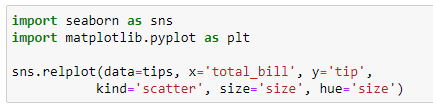 import seaborn as sns
import matplotlib.pyplot as plt
sns.relplot(data=tips, x='total_bill', y='tip',
            kind='scatter', size='size', hue='size')